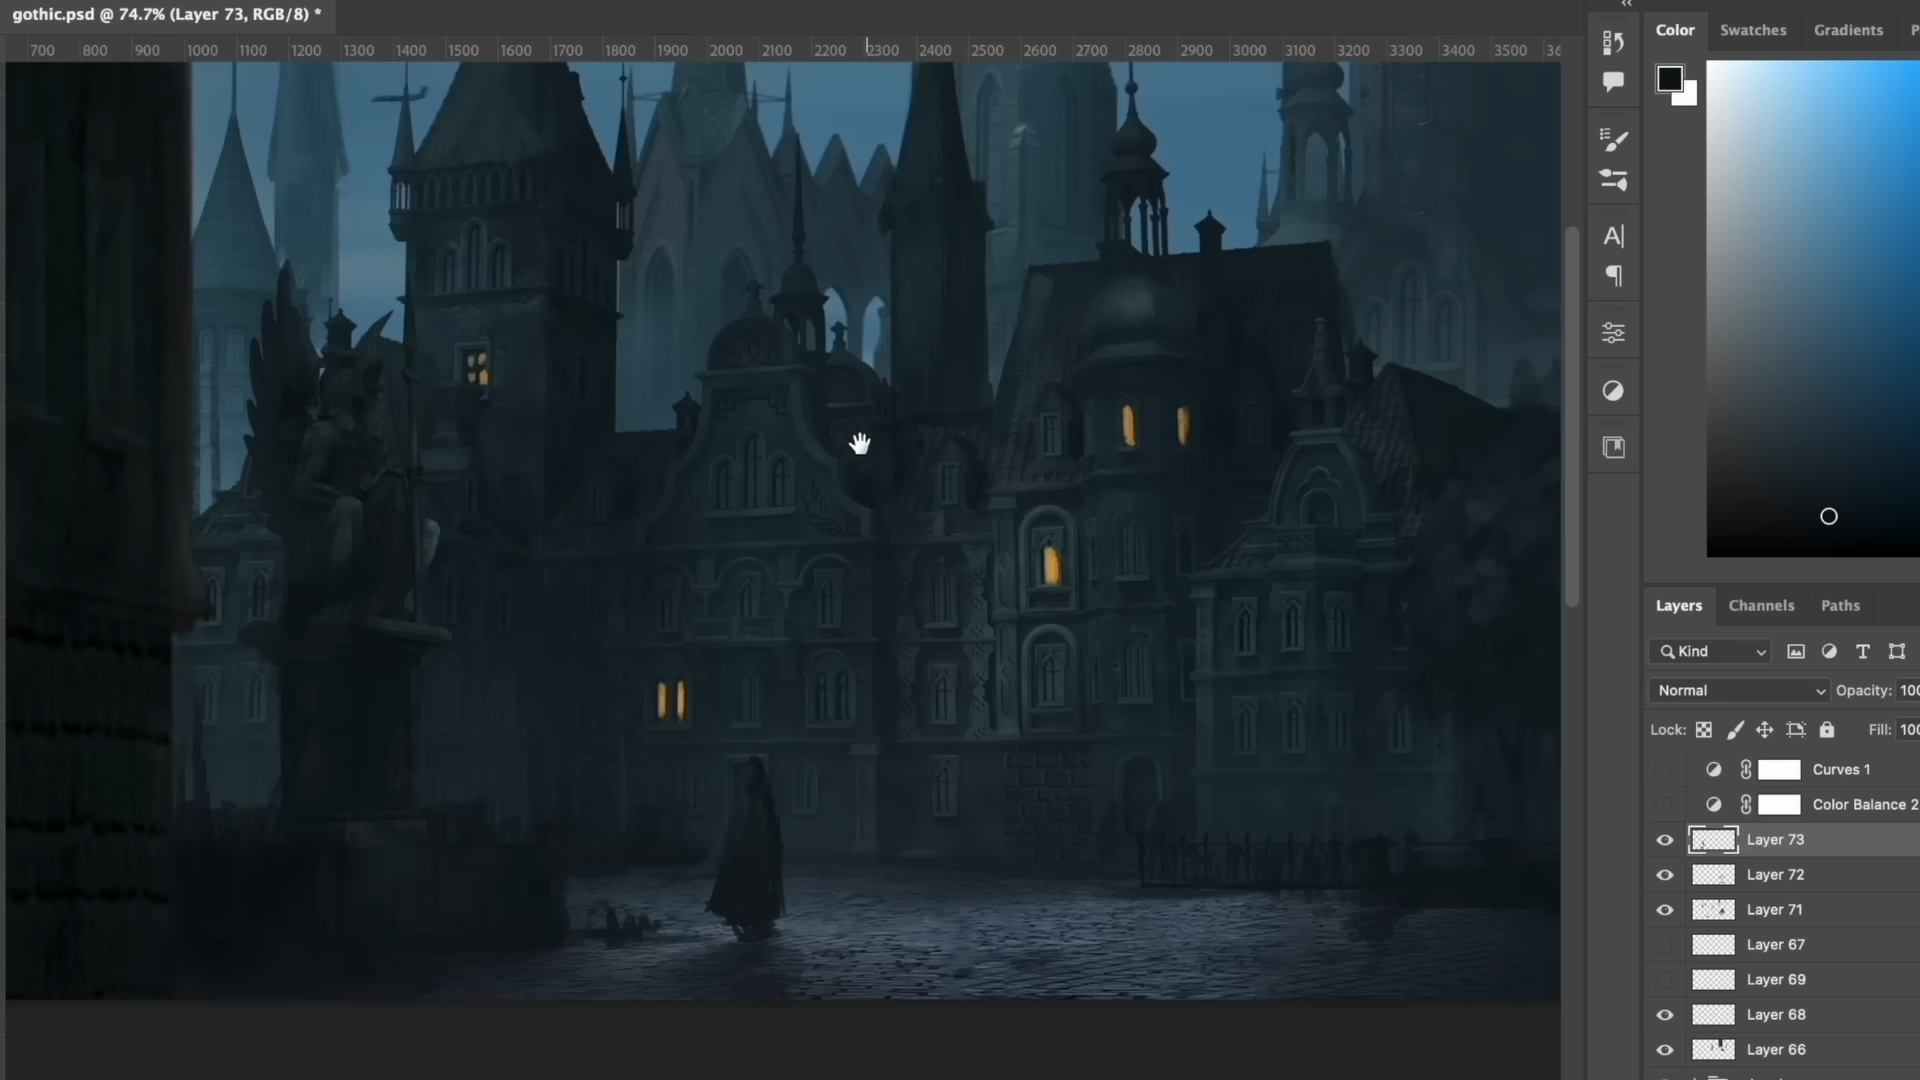 gothic.psd @ 74.7% (Layer 73, RGB/8) *
700 800 900 1000 1100 1200 1300 1400 1500 1600 1700 1800 1900 2000 2100 2200 2300 2400 2500 2600 2700 2800 2900 3000 3100 3200 3300 3400 3500 36
Color Swatches Gradients P
A
Layers Channels Paths
Kind
T
Normal Opacity: 100
Lock: Fill: 100
Curves 1
Color Balance 2
Layer 73
Layer 72
Layer 71
Layer 67
Layer 69
Layer 68
Layer 66